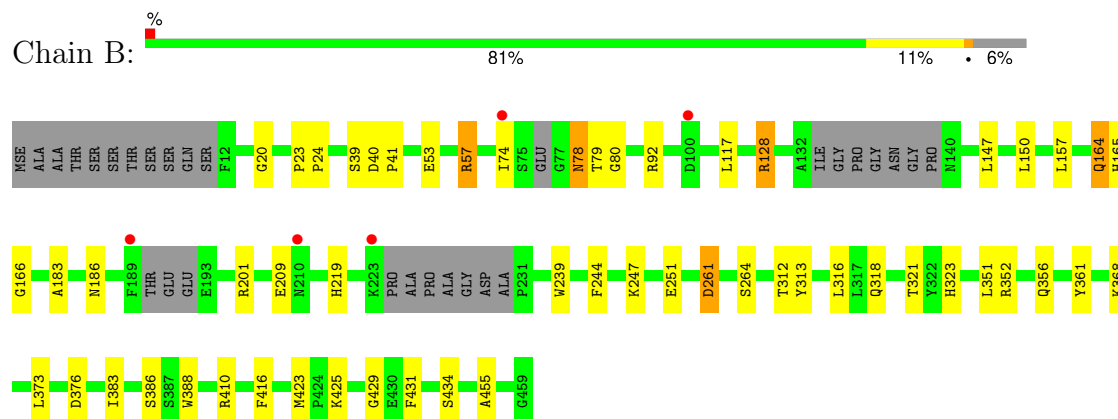 %
Chain B:
81% 11% • 6%
MSE ALA ALA THR SER SER THR SER SER GLN SER F12 G20 P23 P24 S39 D40 P41 E53 R57 I74 S75 GLU G77 N78 T79 G80 R92 D100 L117 R128 A132 ILE GLY PRO GLY ASN GLY PRO N140 L147 L150 L157 Q164 H165
G166 A183 N186 F189 THR GLU GLU E193 R201 E209 N210 H219 K223 PRO ALA PRO ALA GLY ASP ALA P231 W239 F244 K247 E251 D261 S264 T312 Y313 L316 L317 Q318 T321 Y322 H323 L351 R352 Q356 Y361 K368
L373 D376 I383 S386 S387 W388 R410 F416 M423 P424 K425 G429 E430 F431 S434 A455 G459